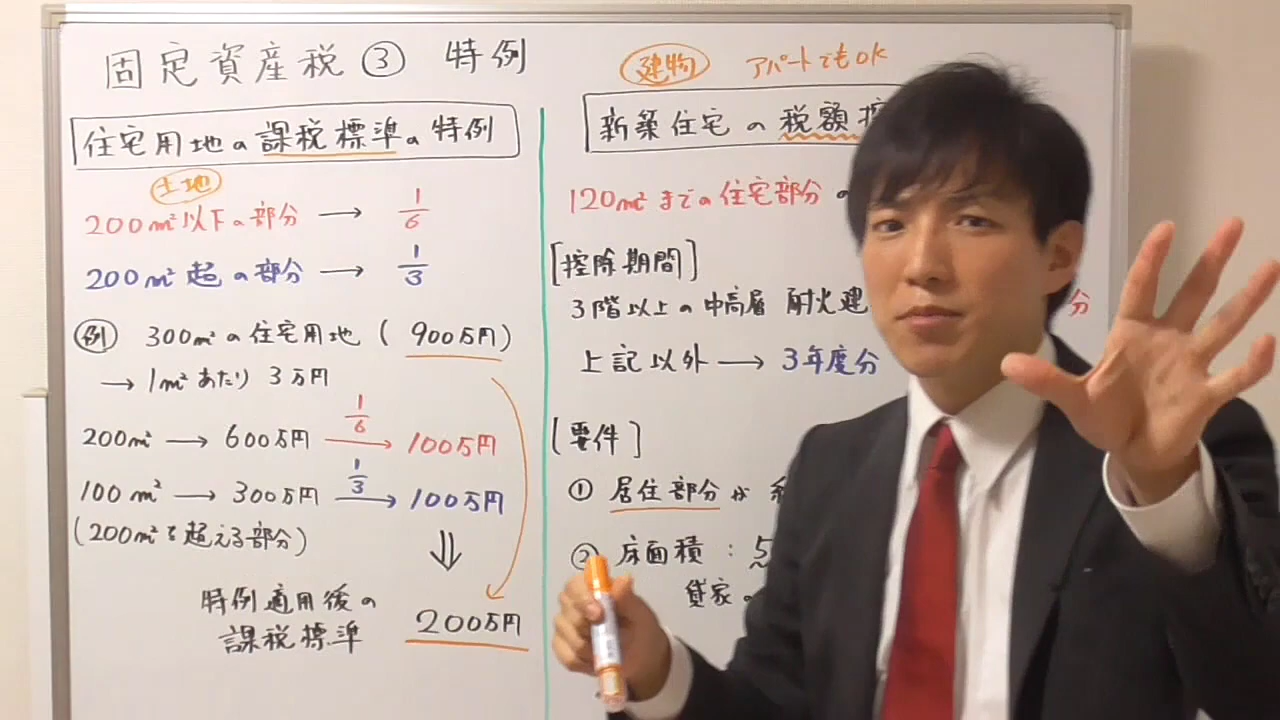 固定資産税③ 特例
住宅用地の課税標準の特例
土地
200m²以下の部分 → 1/6
200m²超の部分 → 1/3
例 300m²の住宅用地(900万円)
→ 1m²あたり 3万円
200m² → 600万円 1/6→ 100万円
100m² → 300万円 1/3→ 100万円
(200m²を超える部分)
⇓
特例適用後の
課税標準 200万円
建物 アパートでもOK
新築住宅の税額
120m²までの住宅部分の
[控除期間]
3階以上の中高層 耐火建 分
上記以外 → 3年度分
[要件]
① 居住部分が
② 床面積:5
貸家の